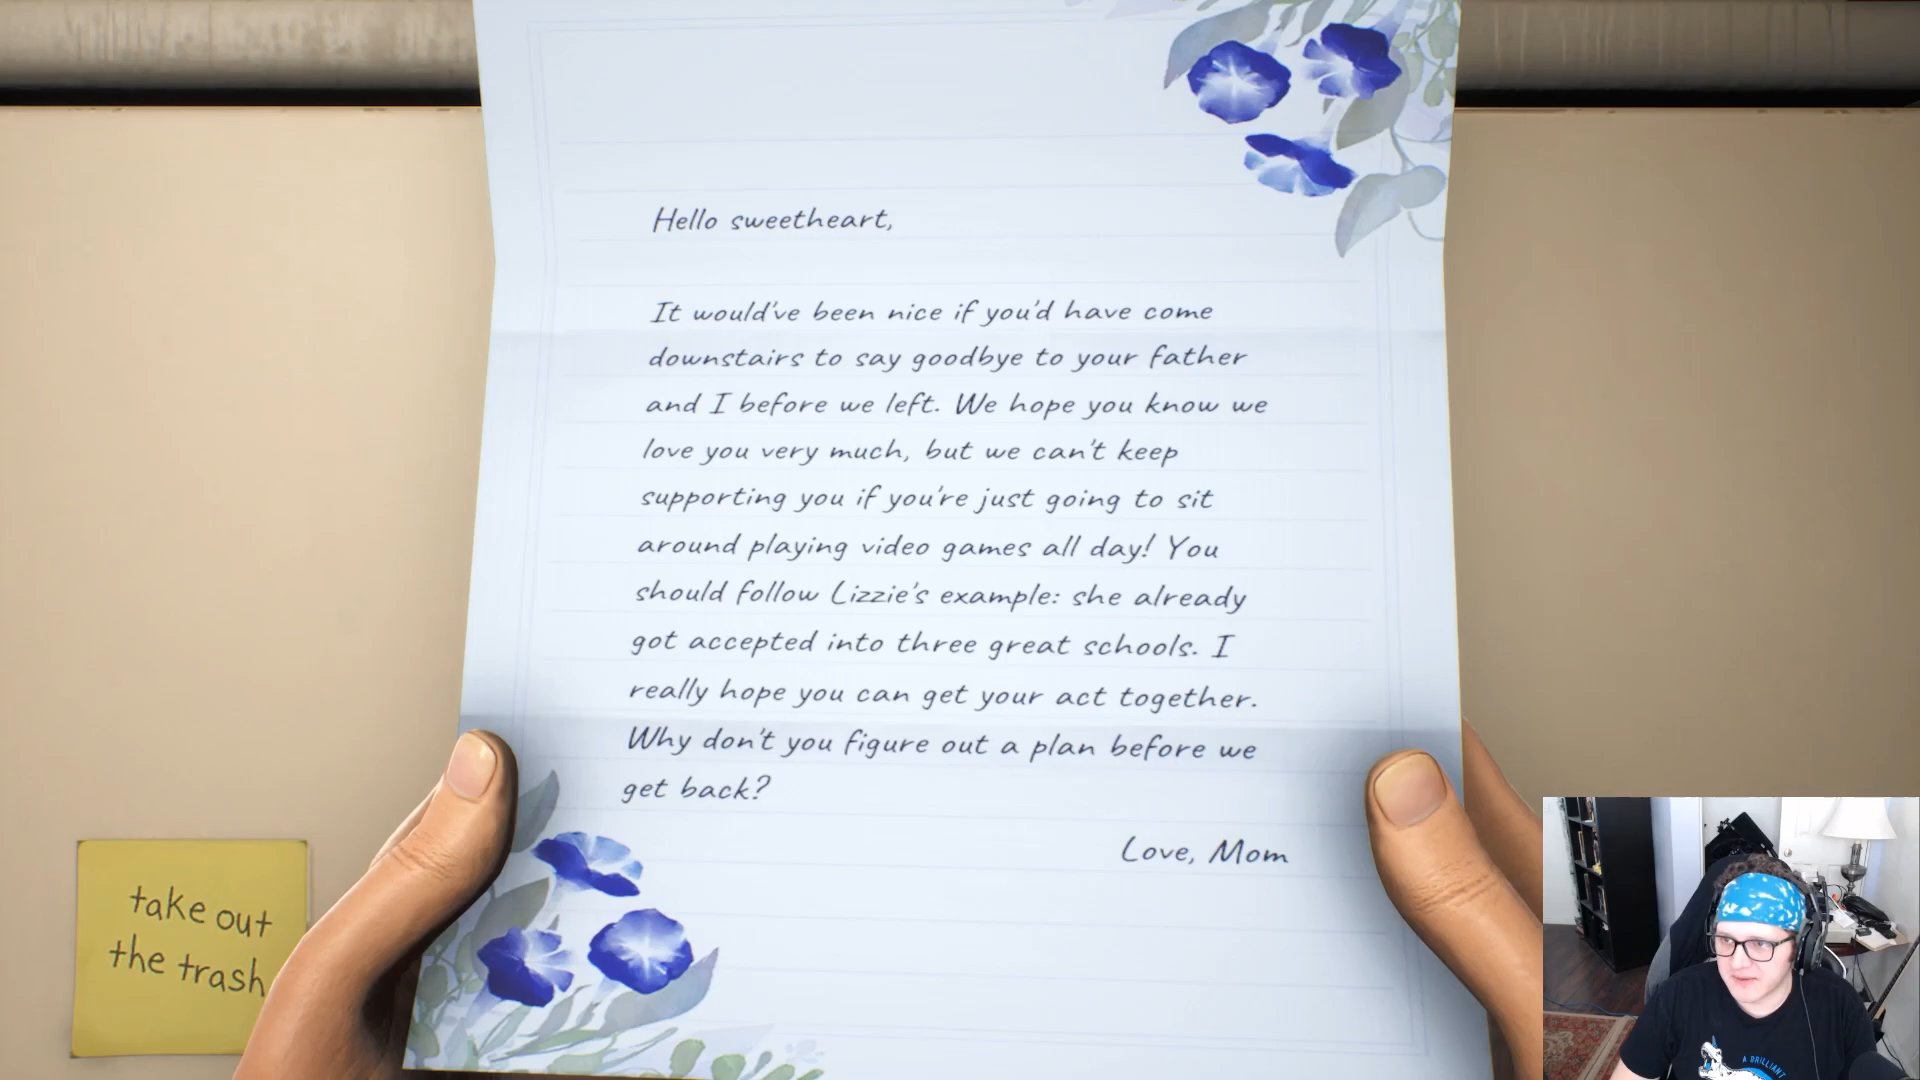 Hello sweetheart,
It would've been nice if you'd have come
downstairs to say goodbye to your father
and I before we left. We hope you know we
love you very much, but we can't keep
supporting you if you're just going to sit
around playing video games all day! You
should follow Lizzie's example: she already
got accepted into three great schools. I
really hope you can get your act together.
Why don't you figure out a plan before we
get back?
Love, Mom
take out
the trash
A BRILLIANT